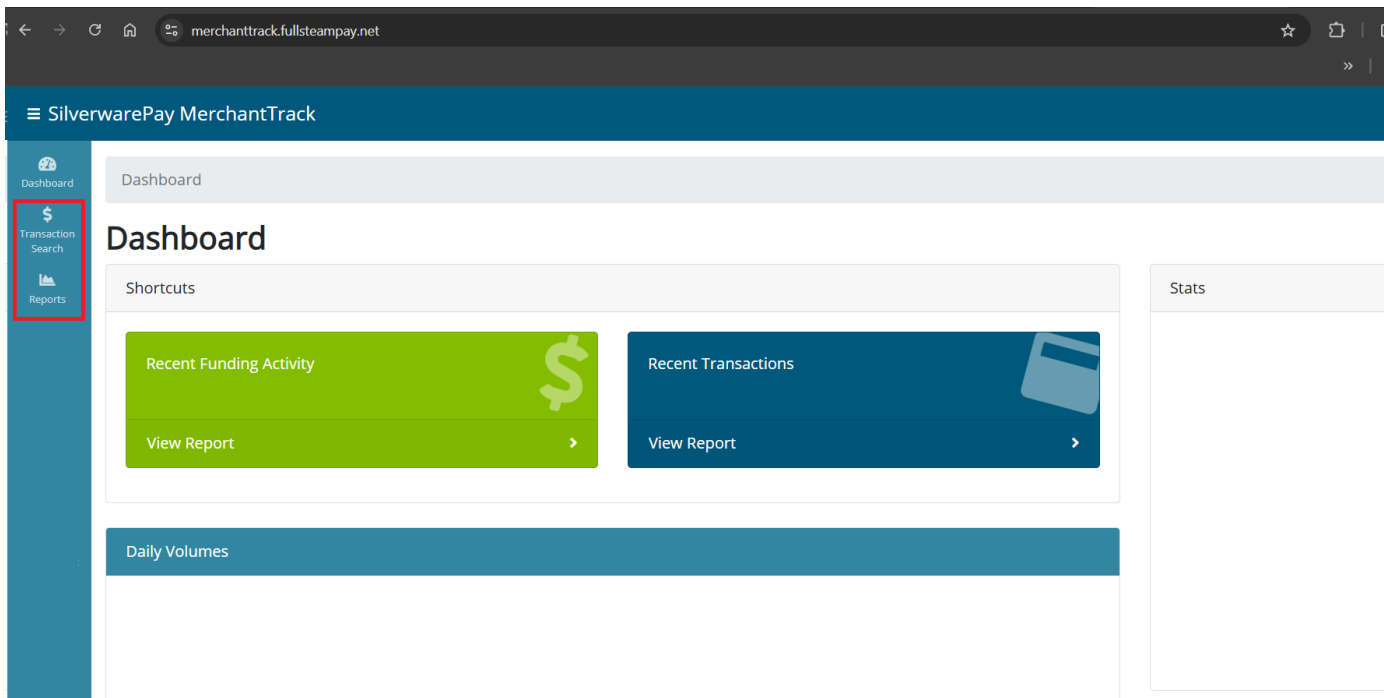 merchanttrack.fullsteampay.net
SilverwarePay MerchantTrack
Dashboard
Transaction
Search
Reports
Dashboard
Dashboard
Shortcuts
Recent Funding Activity
View Report
Recent Transactions
View Report
Daily Volumes
Stats